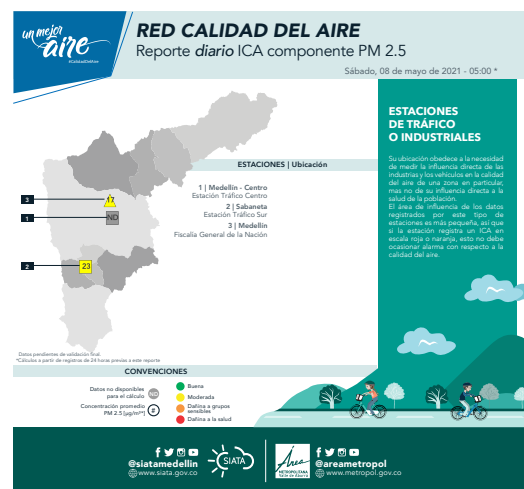 un mejor
aire
#CalidadDelAire
RED CALIDAD DEL AIRE
Reporte diario ICA componente PM 2.5
Sábado, 08 de mayo de 2021 - 05:00 *
ESTACIONES | Ubicación
1 | Medellín - Centro
Estación Tráfico Centro
2 | Sabaneta
Estación Tráfico Sur
3 | Medellín
Fiscalía General de la Nación
3
17
1
ND
2
23
Datos pendientes de validación final.
*Cálculos a partir de registros de 24 horas previas a este reporte
ESTACIONES
DE TRÁFICO
O INDUSTRIALES
Su ubicación obedece a la necesidad
de medir la influencia directa de las
industrias y los vehículos en la calidad
del aire de una zona en particular,
mas no de su influencia directa a la
salud de la población.
El área de influencia de los datos
registrados por este tipo de
estaciones es más pequeña, así que
si la estación registra un ICA en
escala roja o naranja, esto no debe
ocasionar alarma con respecto a la
calidad del aire.
CONVENCIONES
Datos no disponibles
para el cálculo
ND
Concentración promedio
PM 2.5 (µg/m³*)
#
Buena
Moderada
Dañina a grupos
sensibles
Dañina a la salud
@siatamedellin
www.siata.gov.co
SIATA
Área
METROPOLITANA
Valle de Aburrá
@areametropol
www.metropol.gov.co